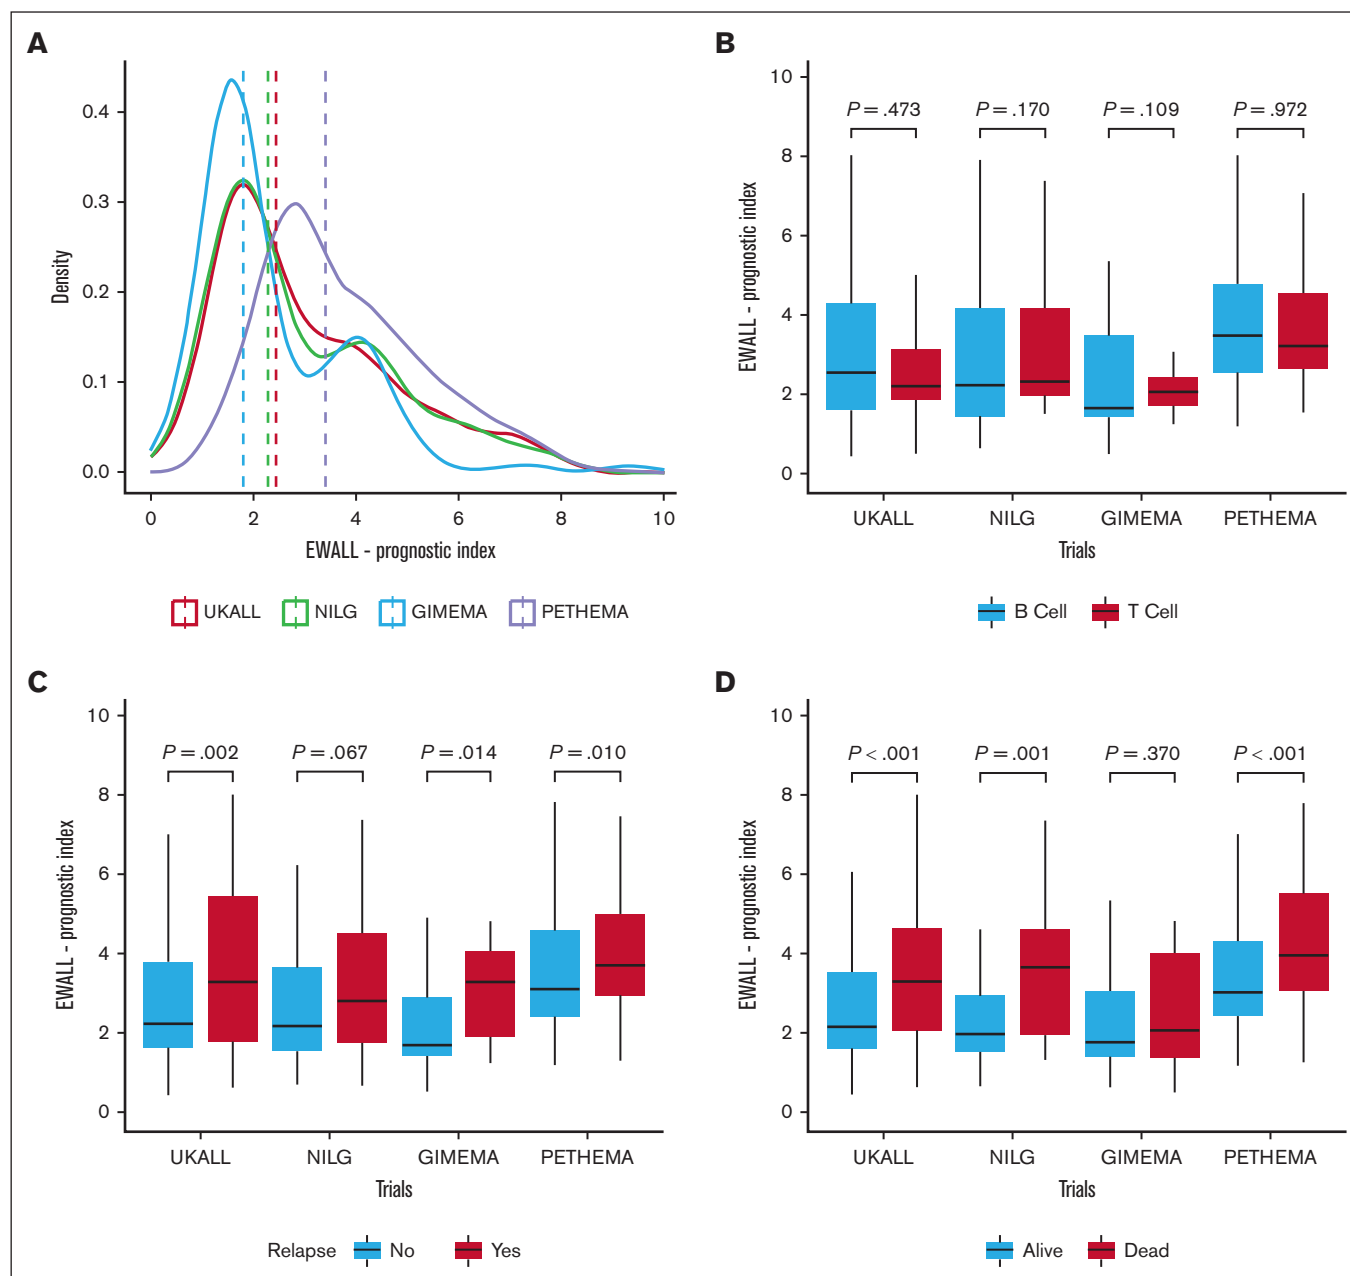 A
Density
0.4
0.3
0.2
0.1
0.0
0 2 4 6 8 10
EWALL - prognostic index
UKALL NILG GIMEMA PETHEMA
B
EWALL - prognostic index
10
8
6
4
2
0
P = .473 P = .170 P = .109 P = .972
UKALL NILG GIMEMA PETHEMA
Trials
B Cell T Cell
C
EWALL - prognostic index
10
8
6
4
2
0
P = .002 P = .067 P = .014 P = .010
UKALL NILG GIMEMA PETHEMA
Trials
Relapse No Yes
D
EWALL - prognostic index
10
8
6
4
2
0
P < .001 P = .001 P = .370 P < .001
UKALL NILG GIMEMA PETHEMA
Trials
Alive Dead